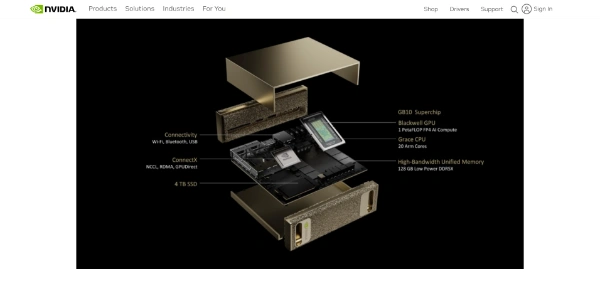 NVIDIA.
Products Solutions Industries For You
Shop Drivers Support Sign In
GB10 Superchip
Blackwell GPU
1 PetaFLOP FP4 AI Compute
Grace CPU
20 Arm Cores
High-Bandwidth Unified Memory
128 GB Low Power DDR5X
Connectivity
Wi-Fi, Bluetooth, USB
ConnectX
NCCL, RDMA, GPUDirect
4 TB SSD